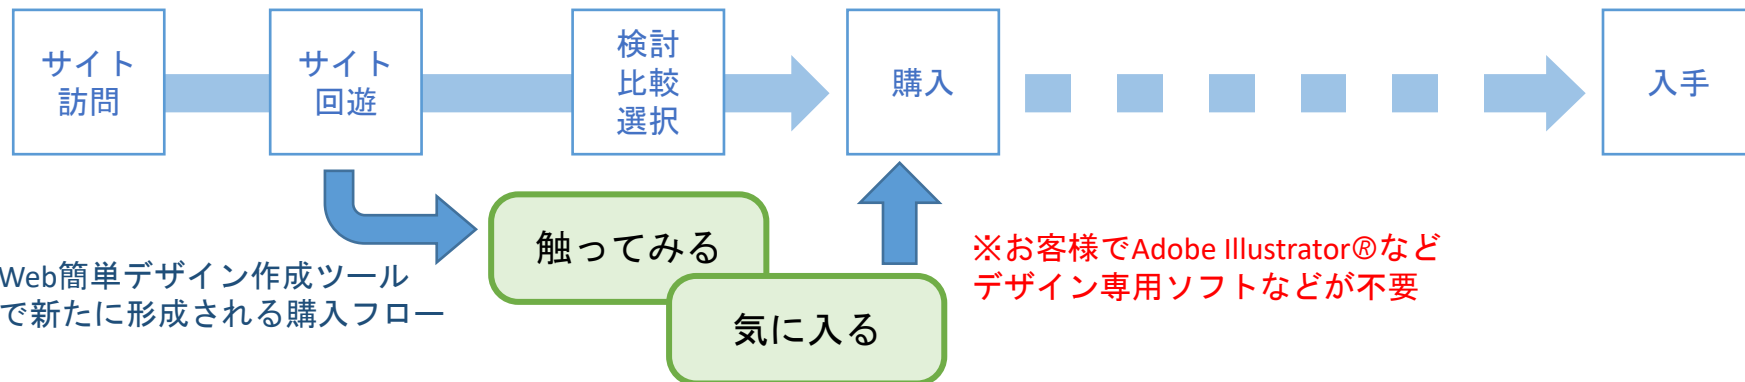 サイト
訪問
サイト
回遊
検討
比較
選択
購入
入手
Web簡単デザイン作成ツール
で新たに形成される購入フロー
触ってみる
気に入る
※お客様でAdobe Illustrator®など
デザイン専用ソフトなどが不要